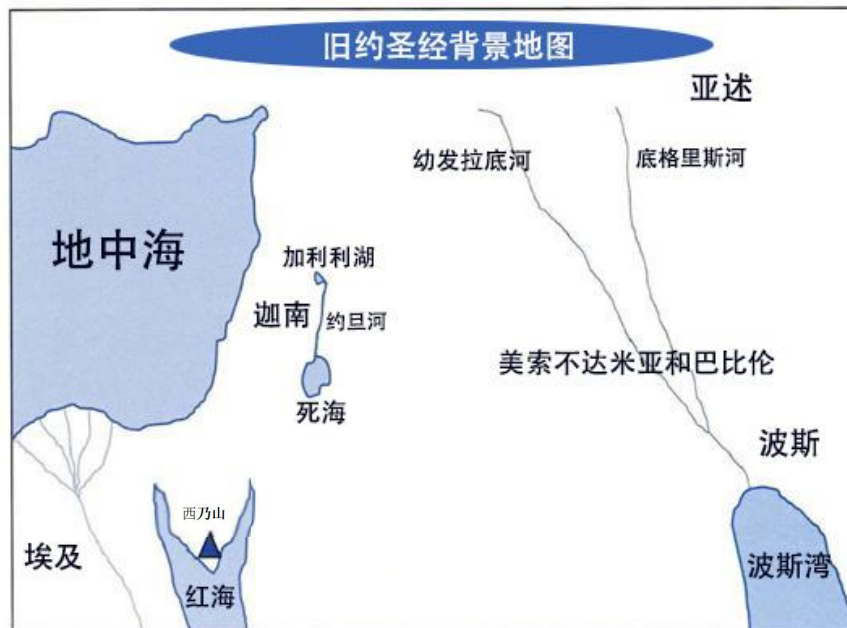 旧约圣经背景地图
亚述
幼发拉底河
底格里斯河
地中海
加利利湖
迦南
约旦河
美索不达米亚和巴比伦
死海
波斯
西乃山
埃及
红海
波斯湾